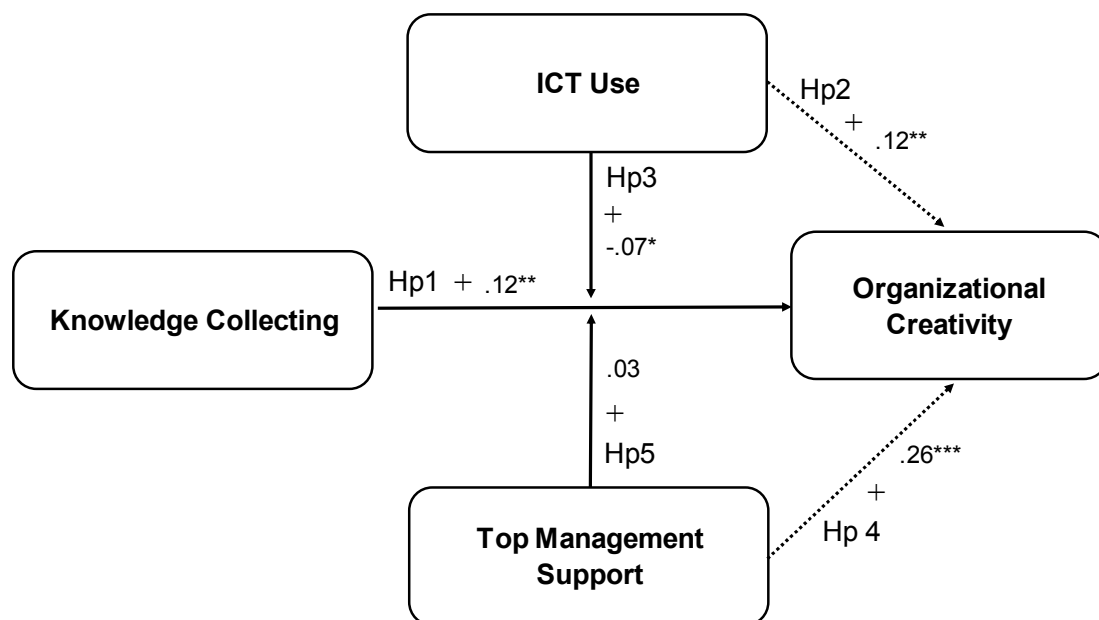 ICT Use
Hp2
+
.12**
Hp3
+
-.07*
Hp1 + .12**
Knowledge Collecting
Organizational
Creativity
.03
+
Hp5
.26***
+
Hp 4
Top Management
Support